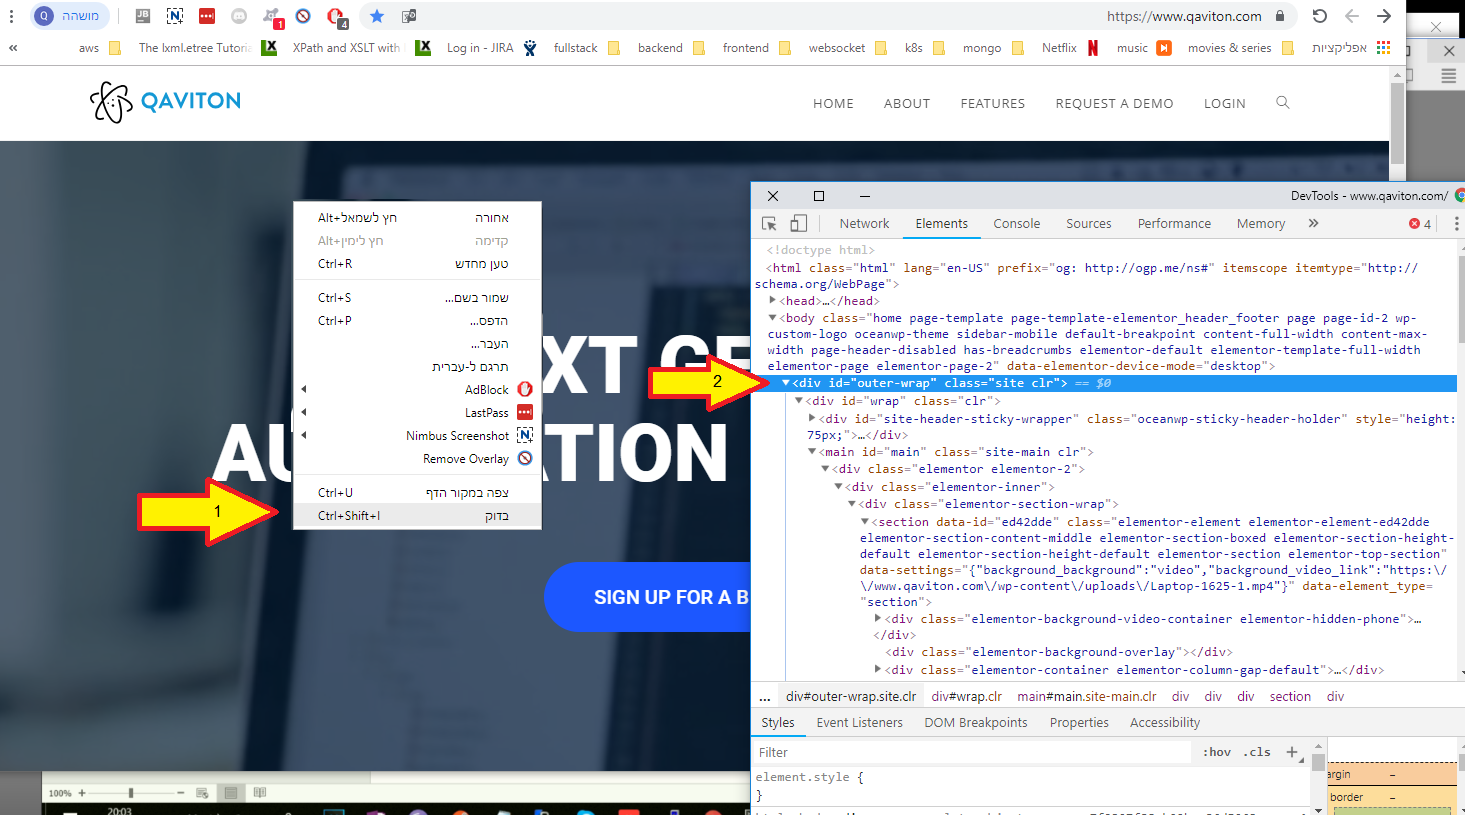 Q מושהה
JB
1
4
https://www.qaviton.com
«
aws
The lxml.etree Tutoria
XPath and XSLT with
Log in - JIRA
fullstack
backend
frontend
websocket
k8s
mongo
Netflix
music
movies & series
אפליקציות
QAVITON
HOME
ABOUT
FEATURES
REQUEST A DEMO
LOGIN
אחורה Alt+חץ לשמאל
קדימה Alt+חץ לימין
טען מחדש Ctrl+R
שמור בשם... Ctrl+S
הדפס... Ctrl+P
העבר...
תרגם ל-עברית
AdBlock
LastPass
Nimbus Screenshot
Remove Overlay
צפה במקור הדף Ctrl+U
בדוק Ctrl+Shift+I
1
XT GE
AU
ATION
SIGN UP FOR A B
2
DevTools - www.qaviton.com/
Network
Elements
Console
Sources
Performance
Memory
»
4
<!doctype html>
<html class="html" lang="en-US" prefix="og: http://ogp.me/ns#" itemscope itemtype="http://
schema.org/WebPage">
<head>…</head>
<body class="home page-template page-template-elementor_header_footer page page-id-2 wp-
custom-logo oceanwp-theme sidebar-mobile default-breakpoint content-full-width content-max-
width page-header-disabled has-breadcrumbs elementor-default elementor-template-full-width
elementor-page elementor-page-2" data-elementor-device-mode="desktop">
<div id="outer-wrap" class="site clr"> == $0
<div id="wrap" class="clr">
<div id="site-header-sticky-wrapper" class="oceanwp-sticky-header-holder" style="height:
75px;">…</div>
<main id="main" class="site-main clr">
<div class="elementor elementor-2">
<div class="elementor-inner">
<div class="elementor-section-wrap">
<section data-id="ed42dde" class="elementor-element elementor-element-ed42dde
elementor-section-content-middle elementor-section-boxed elementor-section-height-
default elementor-section-height-default elementor-section elementor-top-section"
data-settings="{"background_background":"video","background_video_link":"https:\/
\/www.qaviton.com\/wp-content\/uploads\/Laptop-1625-1.mp4"}" data-element_type=
"section">
<div class="elementor-background-video-container elementor-hidden-phone">…
</div>
<div class="elementor-background-overlay"></div>
<div class="elementor-container elementor-column-gap-default">…</div>
...
div#outer-wrap.site.clr
div#wrap.clr
main#main.site-main.clr
div
div
div
section
div
Styles
Event Listeners
DOM Breakpoints
Properties
Accessibility
Filter
:hov
.cls
+
element.style {
}
argin
–
border
–
100%
20:03